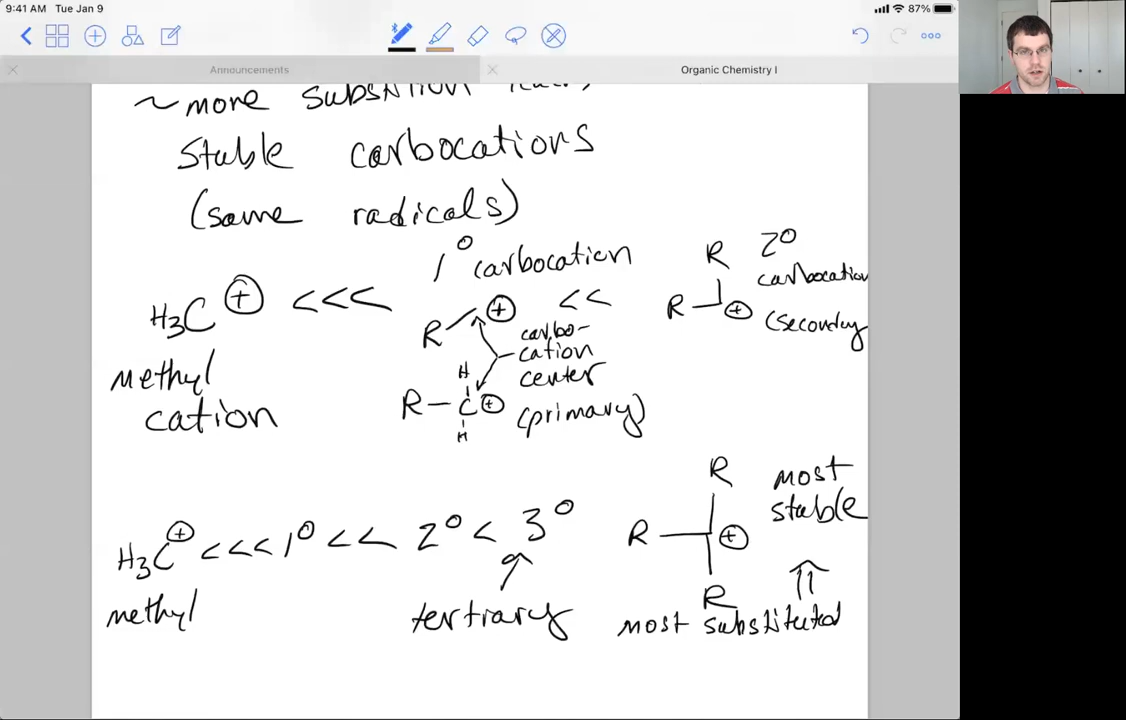 9:41 AM Tue Jan 9
87%
Announcements
Organic Chemistry I
~ more
stable carbocations
(same radicals)
1° carbocation
R 2°
carbocation
H3C ⊕ <<< R ⊕ << R ⊕
(secondy
carbo-
cation
center
(primary)
H
R – C ⊕
H
methyl
cation
R
most
stable
H3C ⊕ <<< 1° << 2° < 3°
R ⊕
R
methyl
tertiary
most substituted